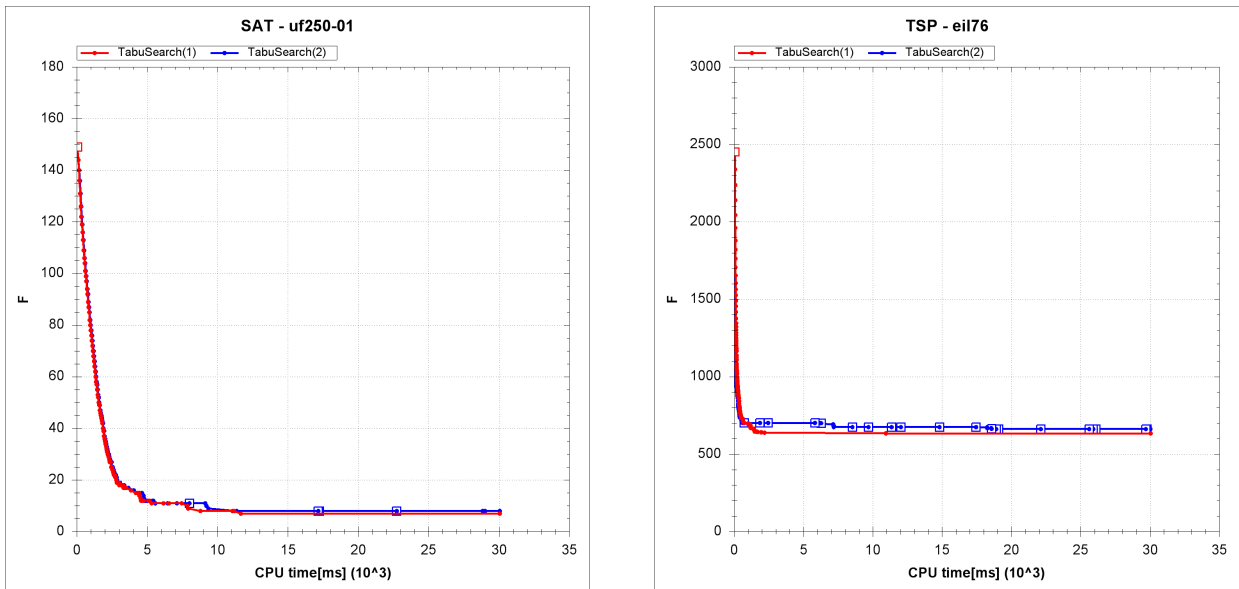 SAT - uf250-01
TabuSearch(1) TabuSearch(2)
180
160
140
120
100
80
60
40
20
0
F
0 5 10 15 20 25 30 35
CPU time[ms] (10^3)
TSP - eil76
TabuSearch(1) TabuSearch(2)
3000
2500
2000
1500
1000
500
0
F
0 5 10 15 20 25 30 35
CPU time[ms] (10^3)